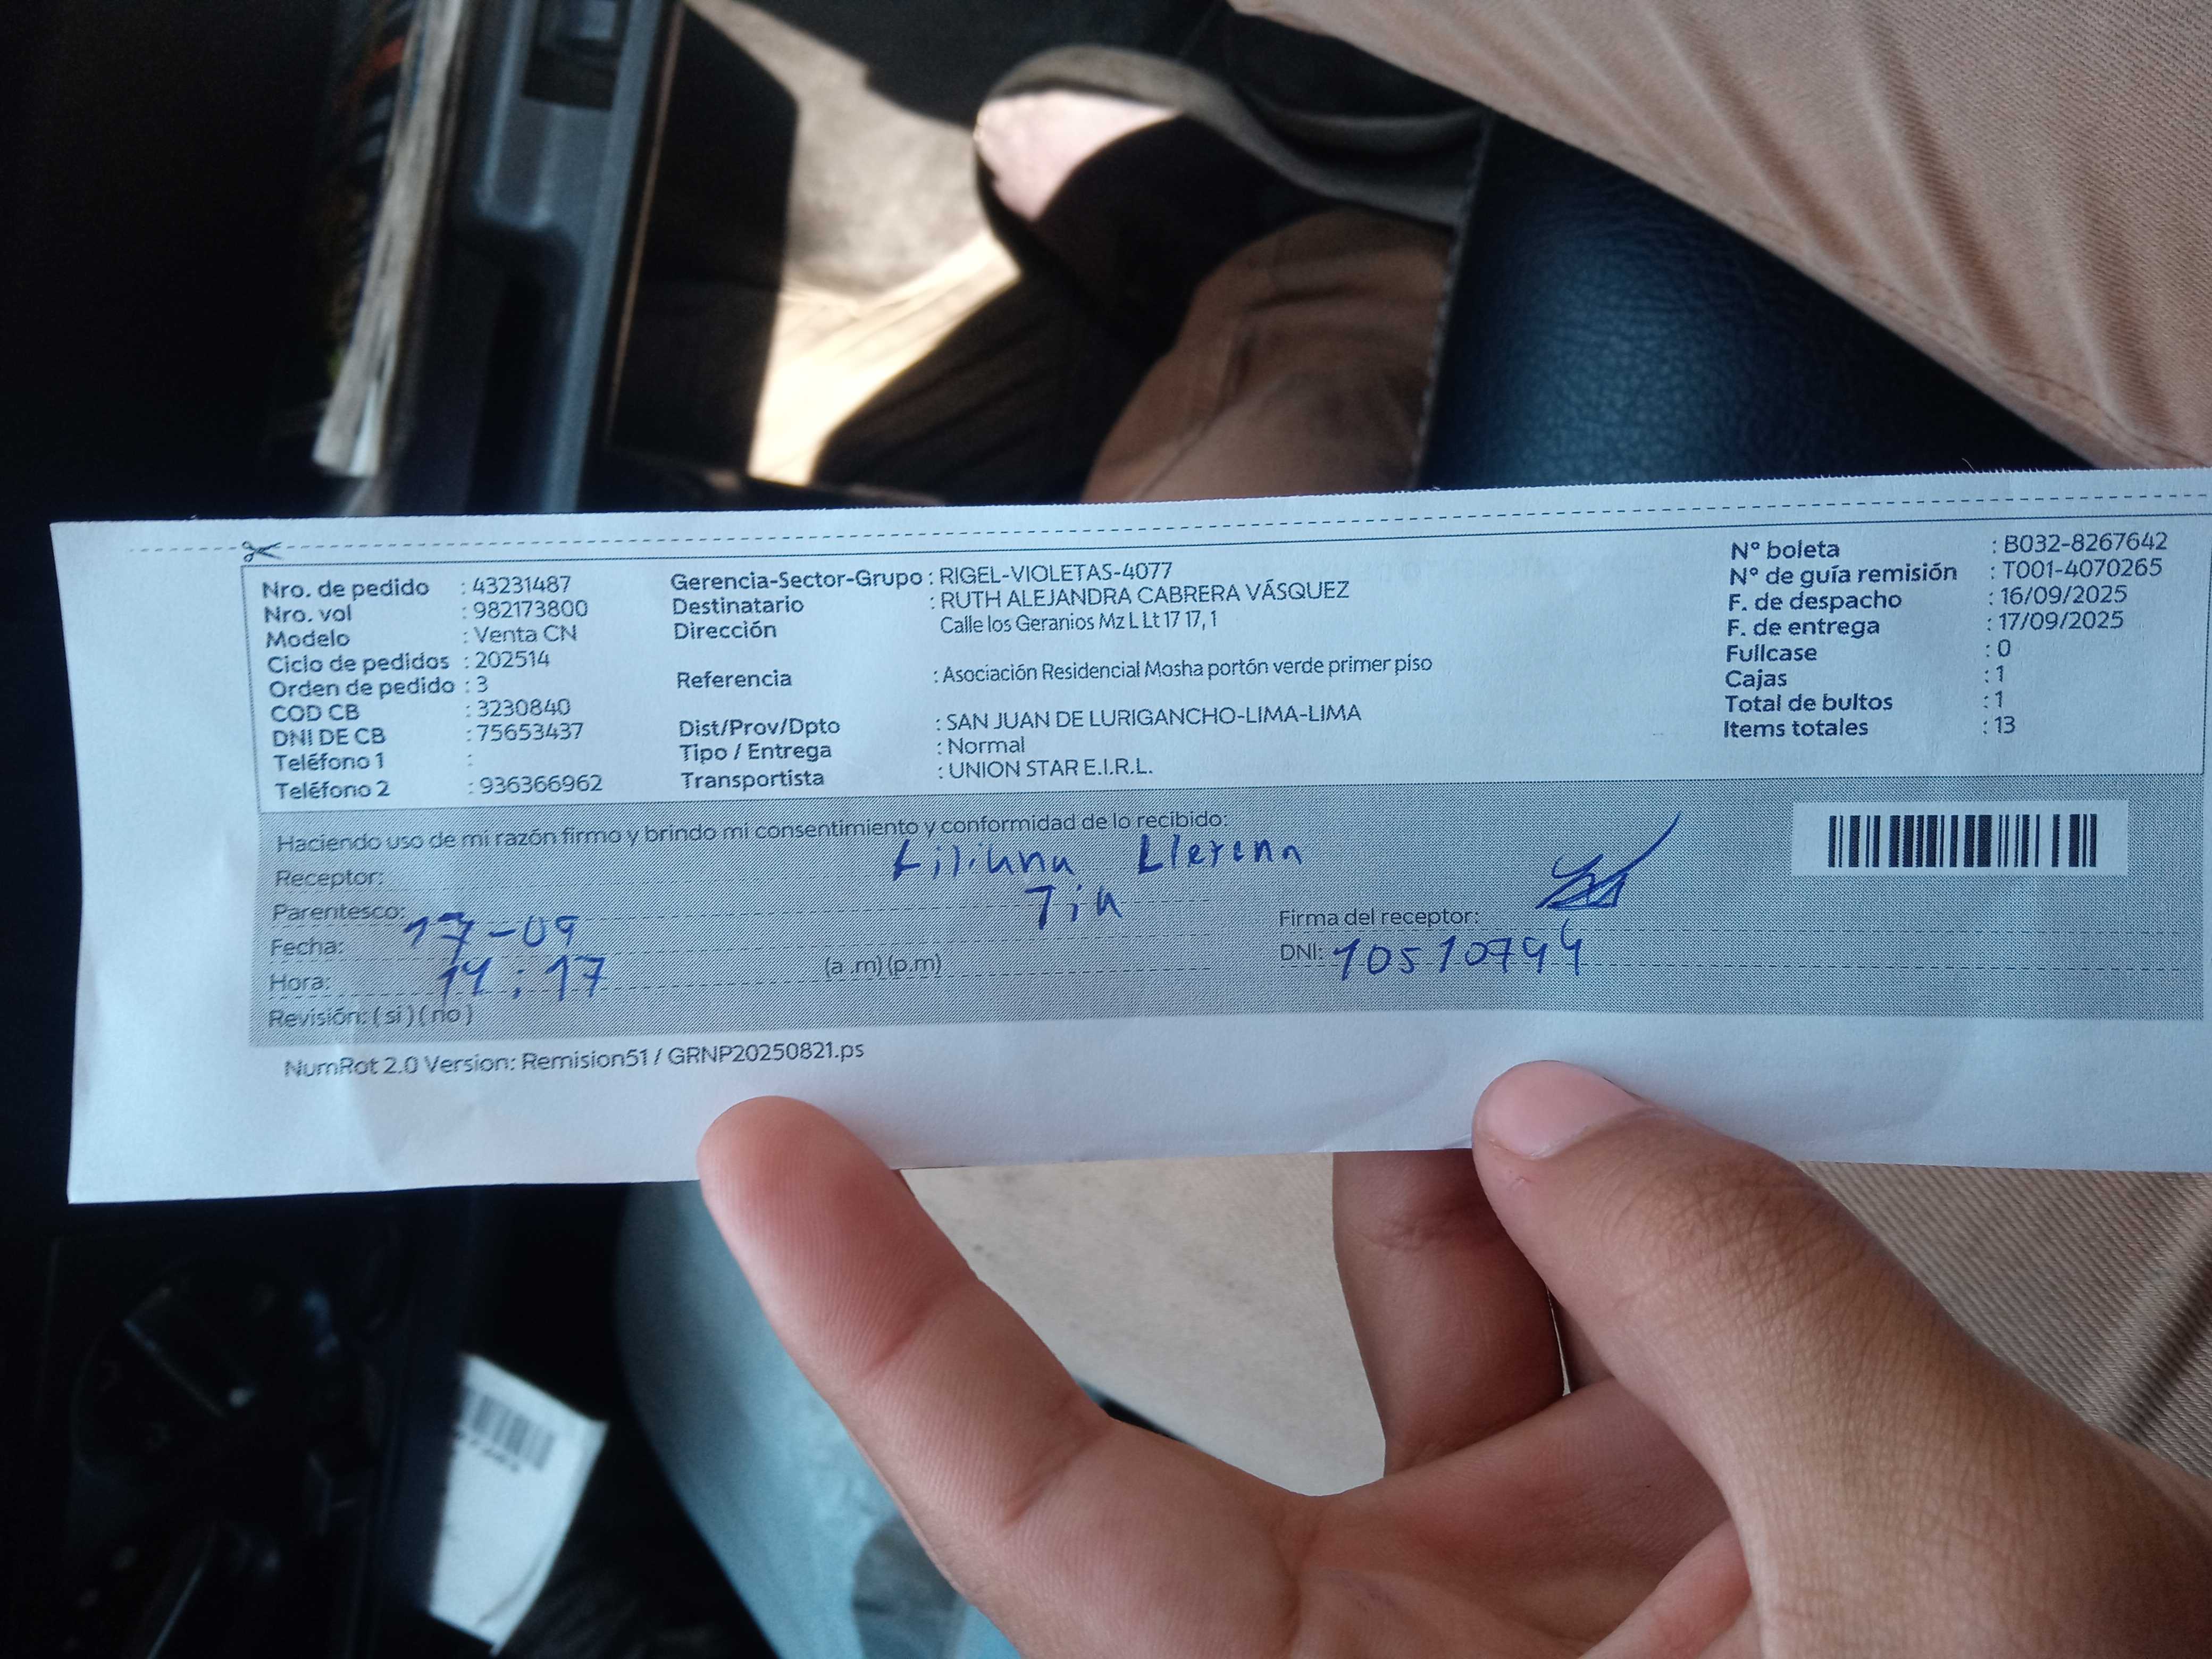 Nro. de pedido : 43231487
Nro. vol : 982173800
Modelo : Venta CN
Ciclo de pedidos : 202514
Orden de pedido : 3
COD CB : 3230840
DNI DE CB : 75653437
Teléfono 1 :
Teléfono 2 : 936366962
Gerencia-Sector-Grupo : RIGEL-VIOLETAS-4077
Destinatario : RUTH ALEJANDRA CABRERA VÁSQUEZ
Dirección Calle los Geranios Mz L Lt 17 17, 1
Referencia : Asociación Residencial Mosha portón verde primer piso
Dist/Prov/Dpto : SAN JUAN DE LURIGANCHO-LIMA-LIMA
Tipo / Entrega : Normal
Transportista : UNION STAR E.I.R.L.
N° boleta : B032-8267642
N° de guía remisión : T001-4070265
F. de despacho : 16/09/2025
F. de entrega : 17/09/2025
Fullcase : 0
Cajas : 1
Total de bultos : 1
Items totales : 13
Haciendo uso de mi razón firmo y brindo mi consentimiento y conformidad de lo recibido:
Receptor: Liliana Llerena
Parentesco: Tia
Fecha: 17-09
Hora: 14:17 (a .m) (p.m)
Revisión: ( si ) ( no )
Firma del receptor:
DNI: 10510794
NumRot 2.0 Version: Remision51 / GRNP20250821.ps